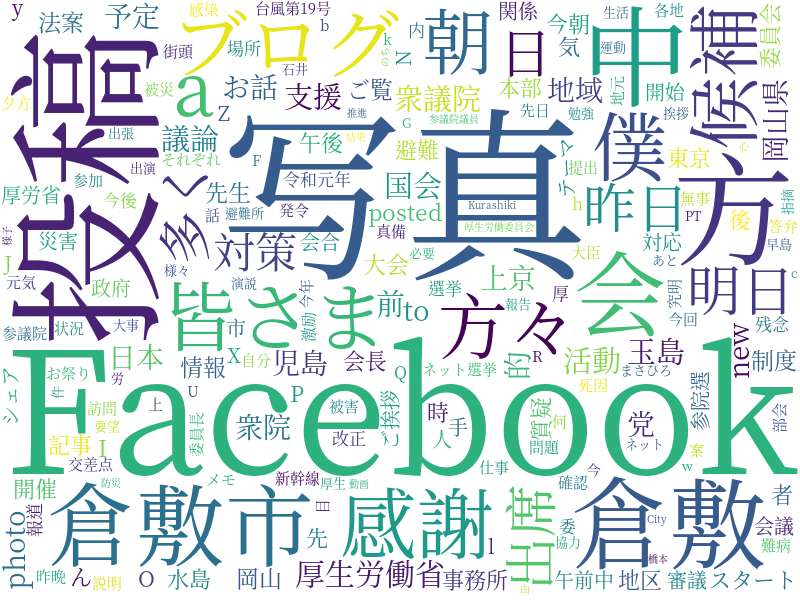 y
法案
予定
感染
台風第19号
b
関係
生活
各地
街頭
場所
k
内
今朝
運動
委員会
ブログ
朝
N
日
気
中
候補
投稿
a
お話
石井
のち
ご覧
本部
開始
地元
岡山県
被災
支援
衆議院
地域
夕方
出張
Z
推進
参議院議員
先日
勉強
挨拶
写真
僕
方
議論
午後
結果
G
避難
テーマ
提出
東京
心
出演
それぞれ
F
厚労省
参加
多く
先生
令和元年
国会
昨日
h
無事
指摘
今後
話
避難所
発令
posted
Kurashiki
後
PT
答弁
災害
対策
会合
真備
厚生労働委員会
対応
早島
様子
J
様々
大会
必要
大臣
あと
元気
政府
皆さま
演説
激励
今年
選挙
上京
会
厚
明日
究明
c
参議院
状況
大事
市
前
to
報告
方々
今回
残念
日本
情報
X
自分
児島
会長
Q
ネット選挙
R
的
活動
玉島
まさひろ
new
制度
お祭り
労
シェア
件
U
Facebook
死因
訪問
上
P
被害
ご挨拶
時
人
手
質疑
何
党
参院選
部会
記事
要望
I
委員長
衆院
改正
問題
ネット
案
交差点
メモ
新幹線
厚生
動画
仕事
今
w
開催
防災
確認
者
photo
報道
倉敷市
日
先
感謝
出席
委
City
倉敷
会議
協力
橋本
難病
昨晩
説明
ん
O
水島
岡山
厚生労働省
事務所
l
由
午前中
地区
審議
スタート